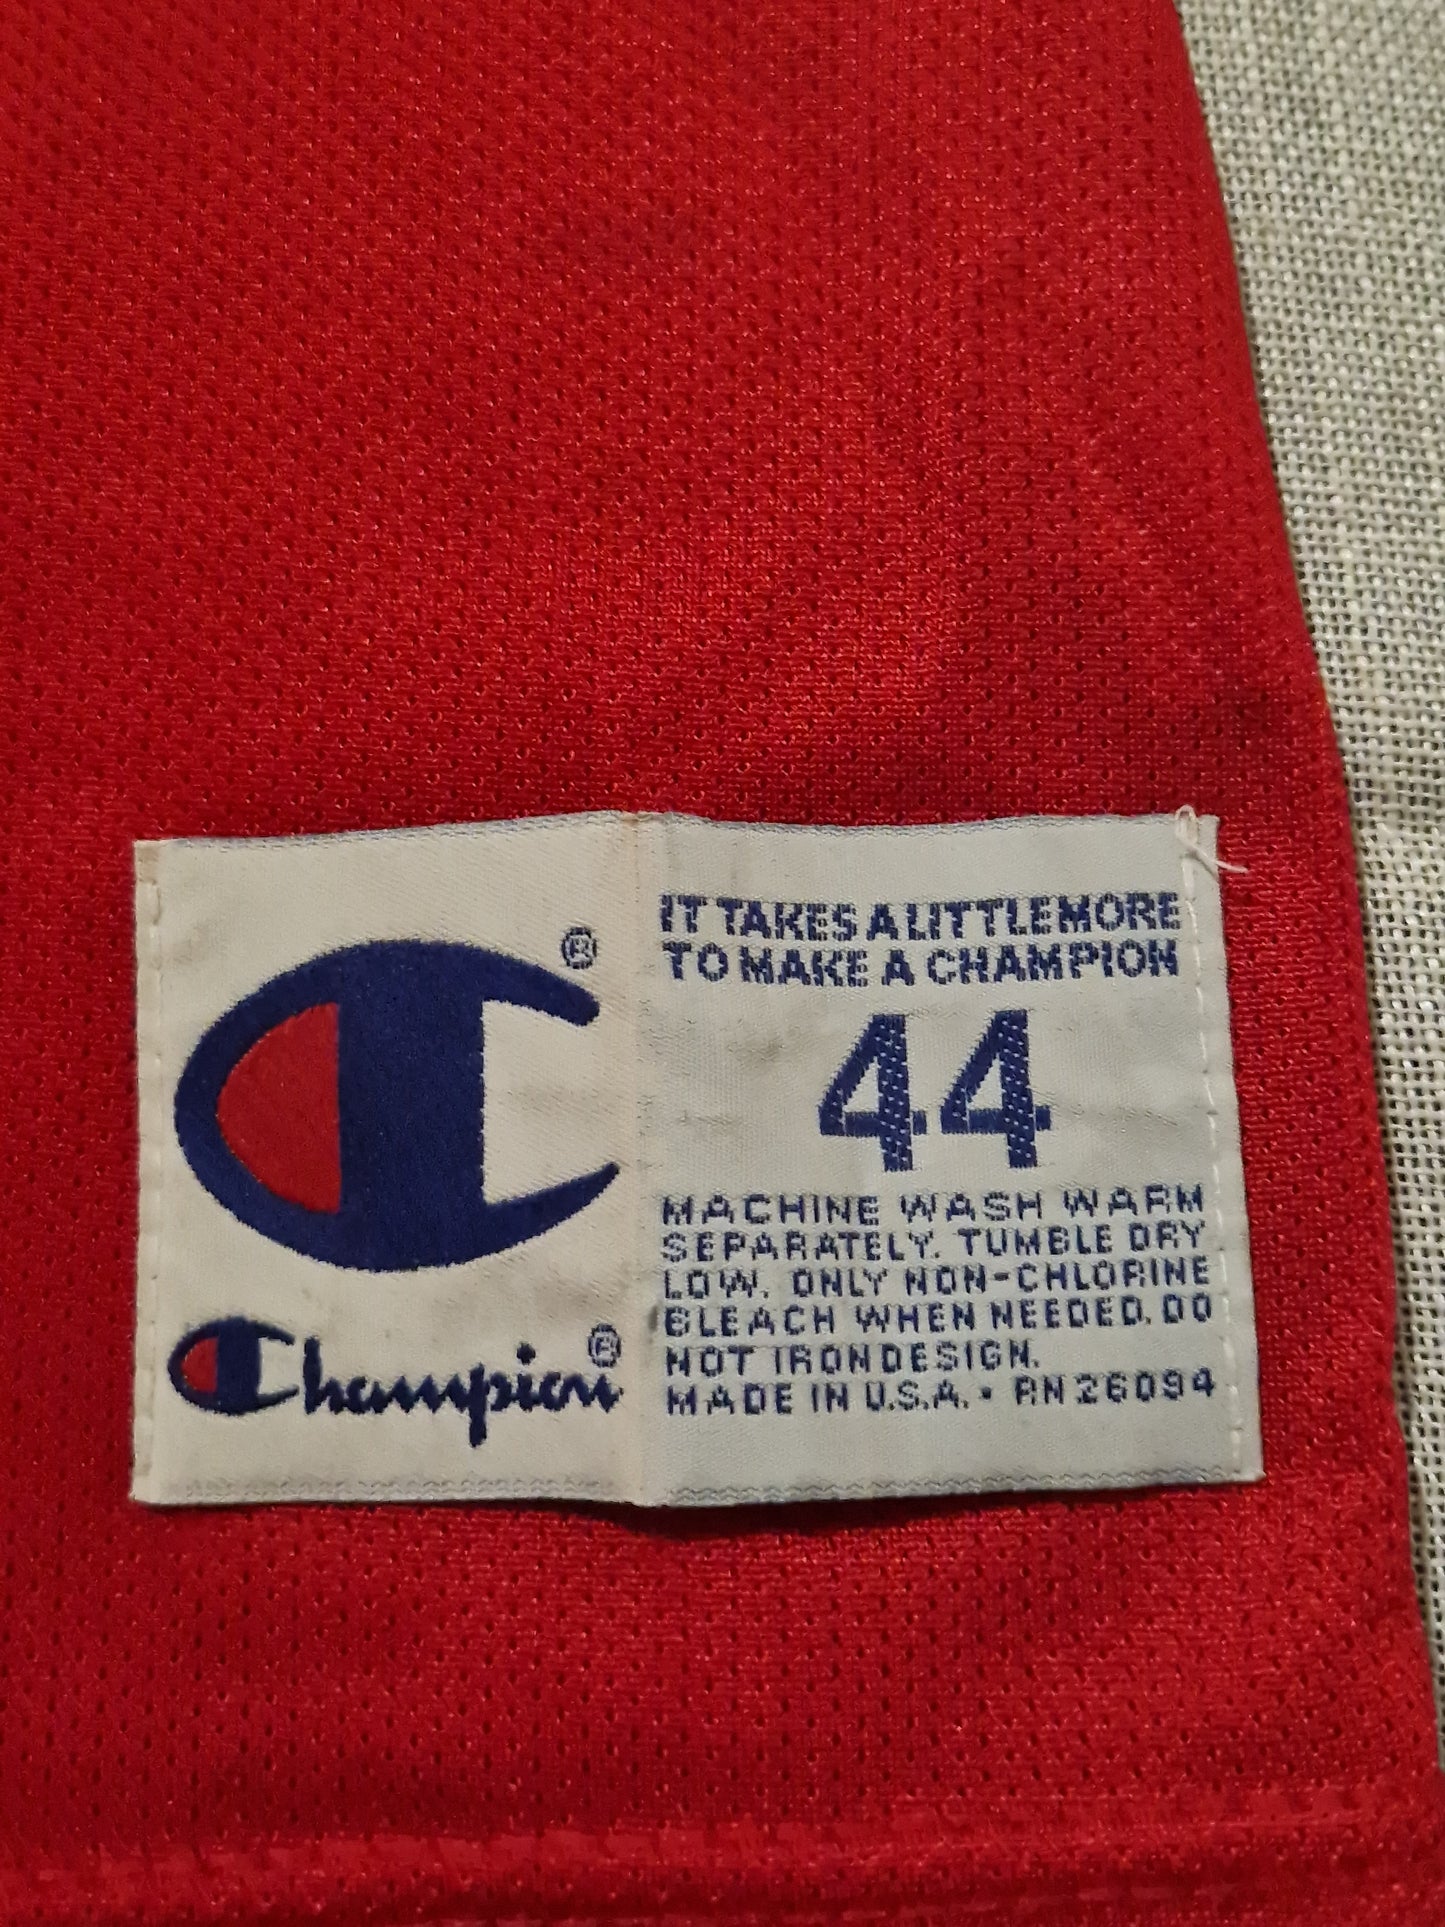 ®
Champion®
IT TAKES A LITTLE MORE
TO MAKE A CHAMPION
44
MACHINE WASH WARM
SEPARATELY. TUMBLE DRY
LOW. ONLY NON-CHLORINE
BLEACH WHEN NEEDED. DO
NOT IRON DESIGN.
MADE IN U.S.A. • RN 26094